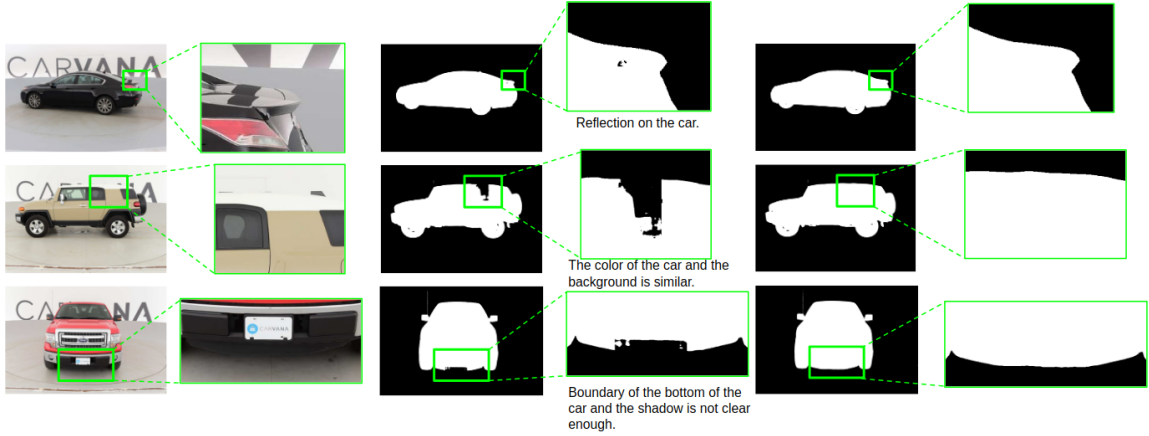 CARVANA
Reflection on the car.
CARVANA
The color of the car and the
background is similar.
CARVANA
CARVANA
Boundary of the bottom of the
car and the shadow is not clear
enough.